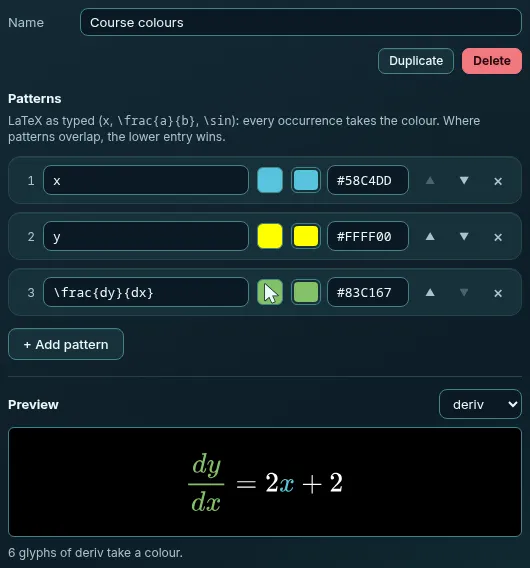 Name Course colours
Duplicate Delete
Patterns
LaTeX as typed (x, \frac{a}{b}, \sin): every occurrence takes the colour. Where
patterns overlap, the lower entry wins.
1 x #58C4DD ▲ ▼ ×
2 y #FFFF00 ▲ ▼ ×
3 \frac{dy}{dx} #83C167 ▲ ▼ ×
+ Add pattern
Preview deriv
dy
dx = 2x + 2
6 glyphs of deriv take a colour.